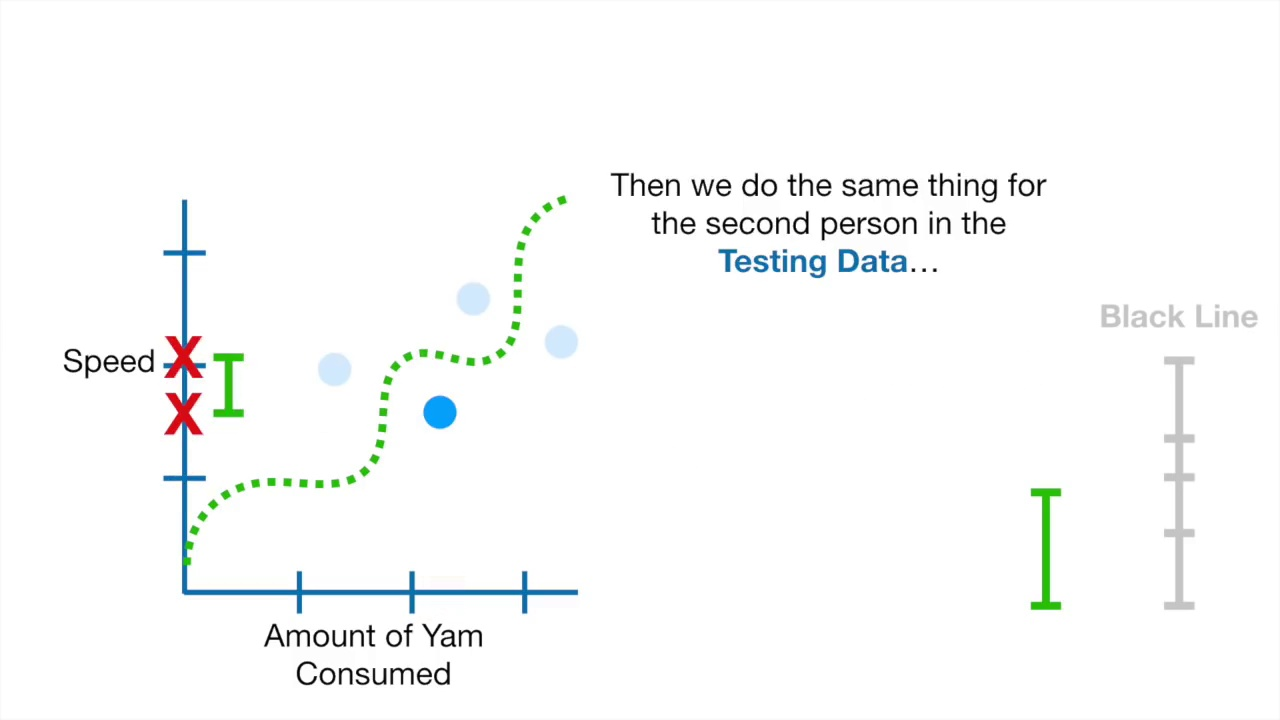 Then we do the same thing for
the second person in the
Testing Data…
Black Line
Speed
X
X
Amount of Yam
Consumed